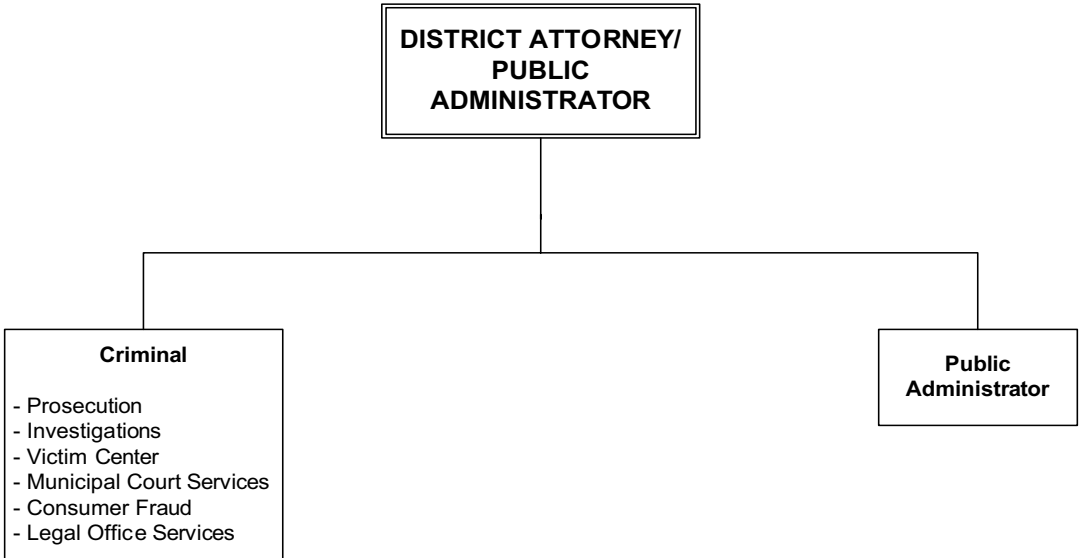 DISTRICT ATTORNEY/
PUBLIC
ADMINISTRATOR
Criminal
- Prosecution
- Investigations
- Victim Center
- Municipal Court Services
- Consumer Fraud
- Legal Office Services
Public
Administrator